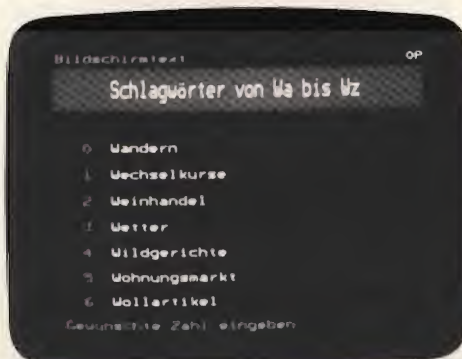 Bildschirmtext 0P
Schlagwörter von Wa bis Wz
0 Wandern
1 Wechselkurse
2 Weinhandel
3 Wetter
4 Wildgerichte
5 Wohnungsmarkt
6 Wollartikel
Gewünschte Zahl eingeben